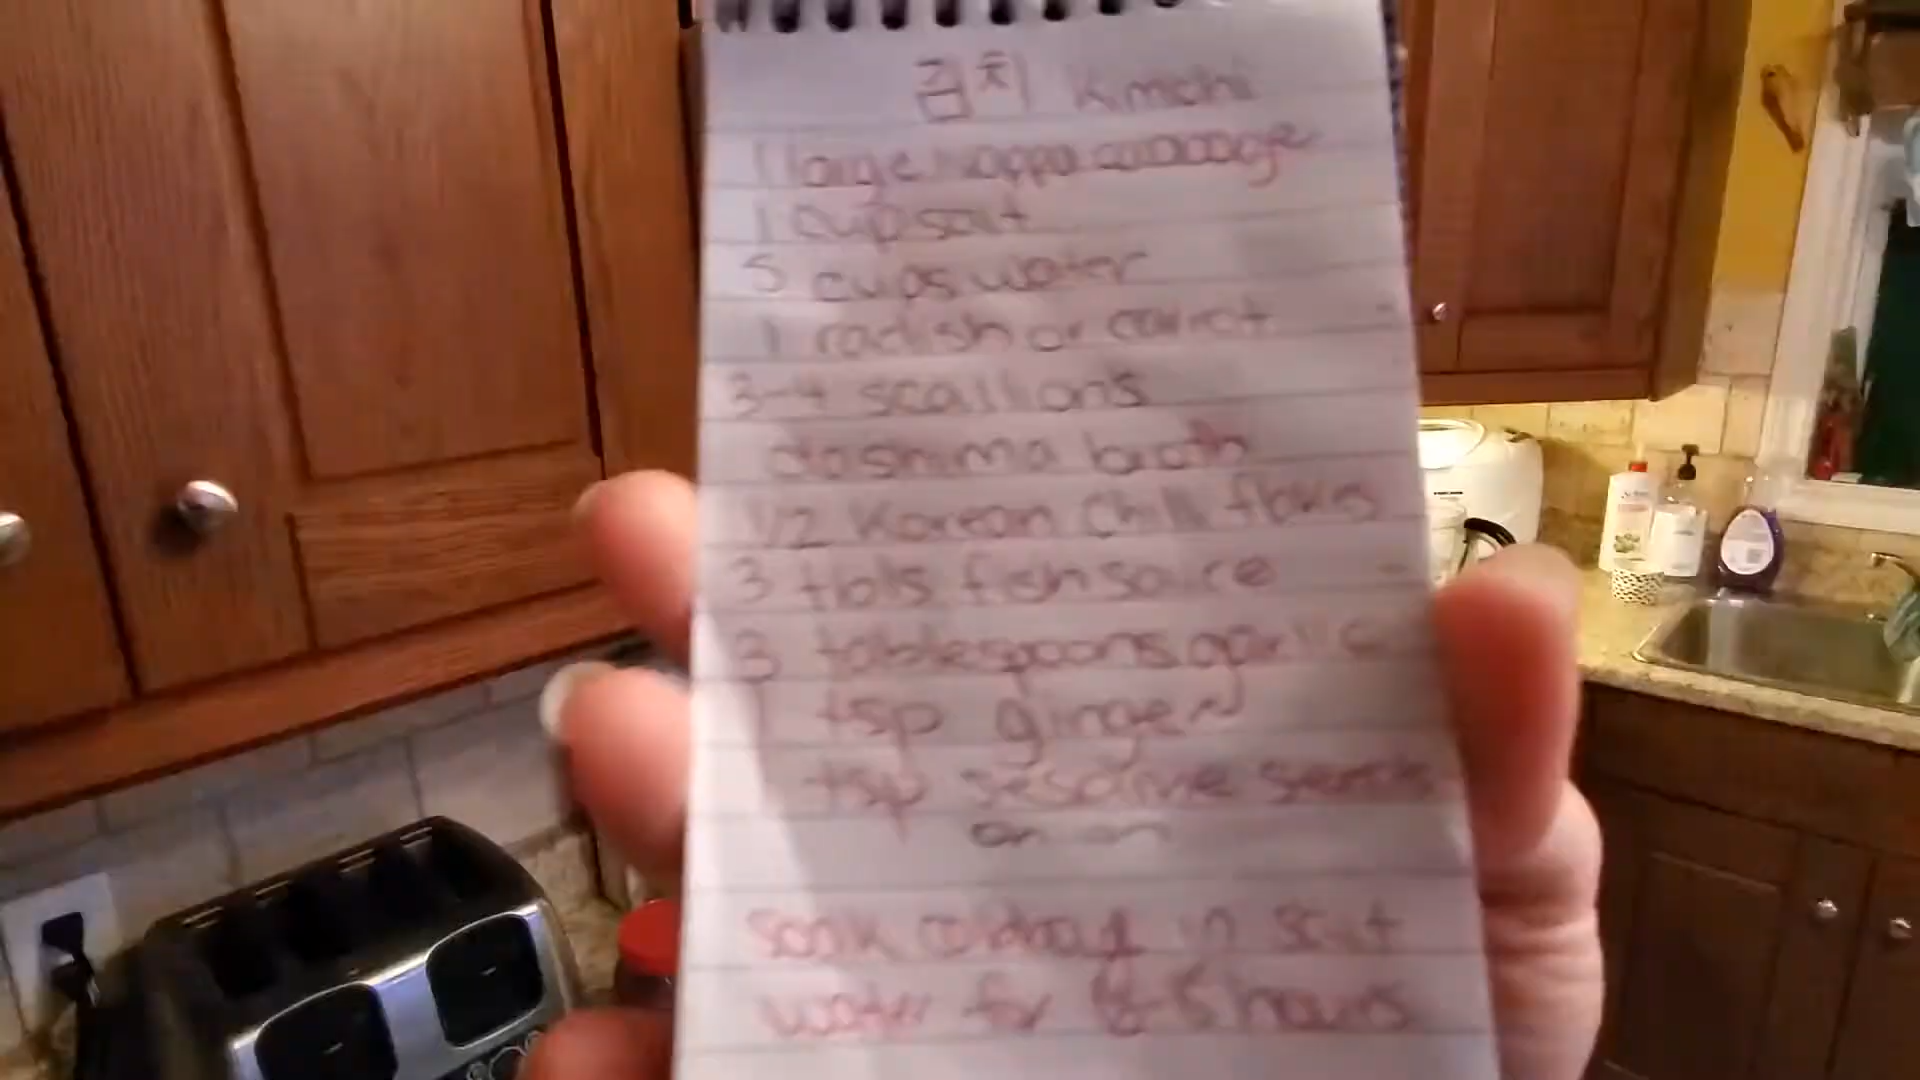 김치 Kimchi
1 large nappa cabbage
1 cup salt
5 cups water
1 radish or carrot
3-4 scallions
dashima broth
1/2 Korean Chili flakes
3 tbls fish sauce
3 tablespoons garlic
1 tsp ginger
tsp sesame seeds
soak in salt
water for hours